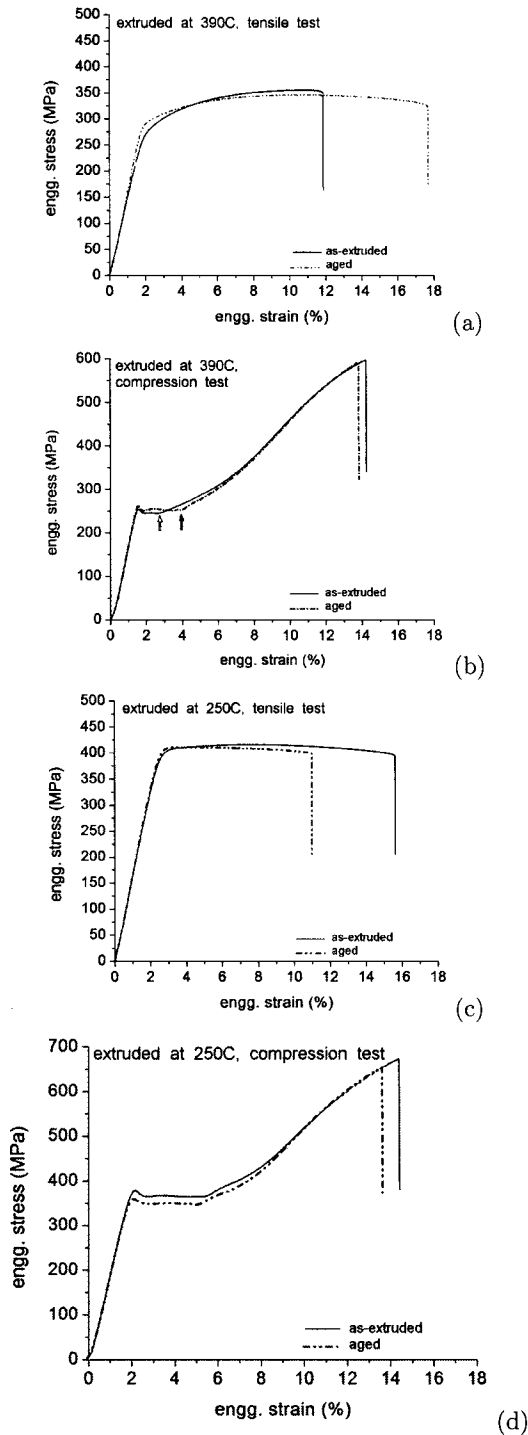 extruded at 390C, tensile test
500
450
400
350
300
250
200
150
100
50
0
engg. stress (MPa)
as-extruded
aged
0 2 4 6 8 10 12 14 16 18
engg. strain (%)
(a)
extruded at 390C,
compression test
600
500
400
300
200
100
0
engg. stress (MPa)
as-extruded
aged
0 2 4 6 8 10 12 14 16 18
engg. strain (%)
(b)
extruded at 250C, tensile test
500
450
400
350
300
250
200
150
100
50
0
engg. stress (MPa)
as-extruded
aged
0 2 4 6 8 10 12 14 16 18
engg. strain (%)
(c)
extruded at 250C, compression test
700
600
500
400
300
200
100
0
engg. stress (MPa)
as-extruded
aged
0 2 4 6 8 10 12 14 16 18
engg. strain (%)
(d)